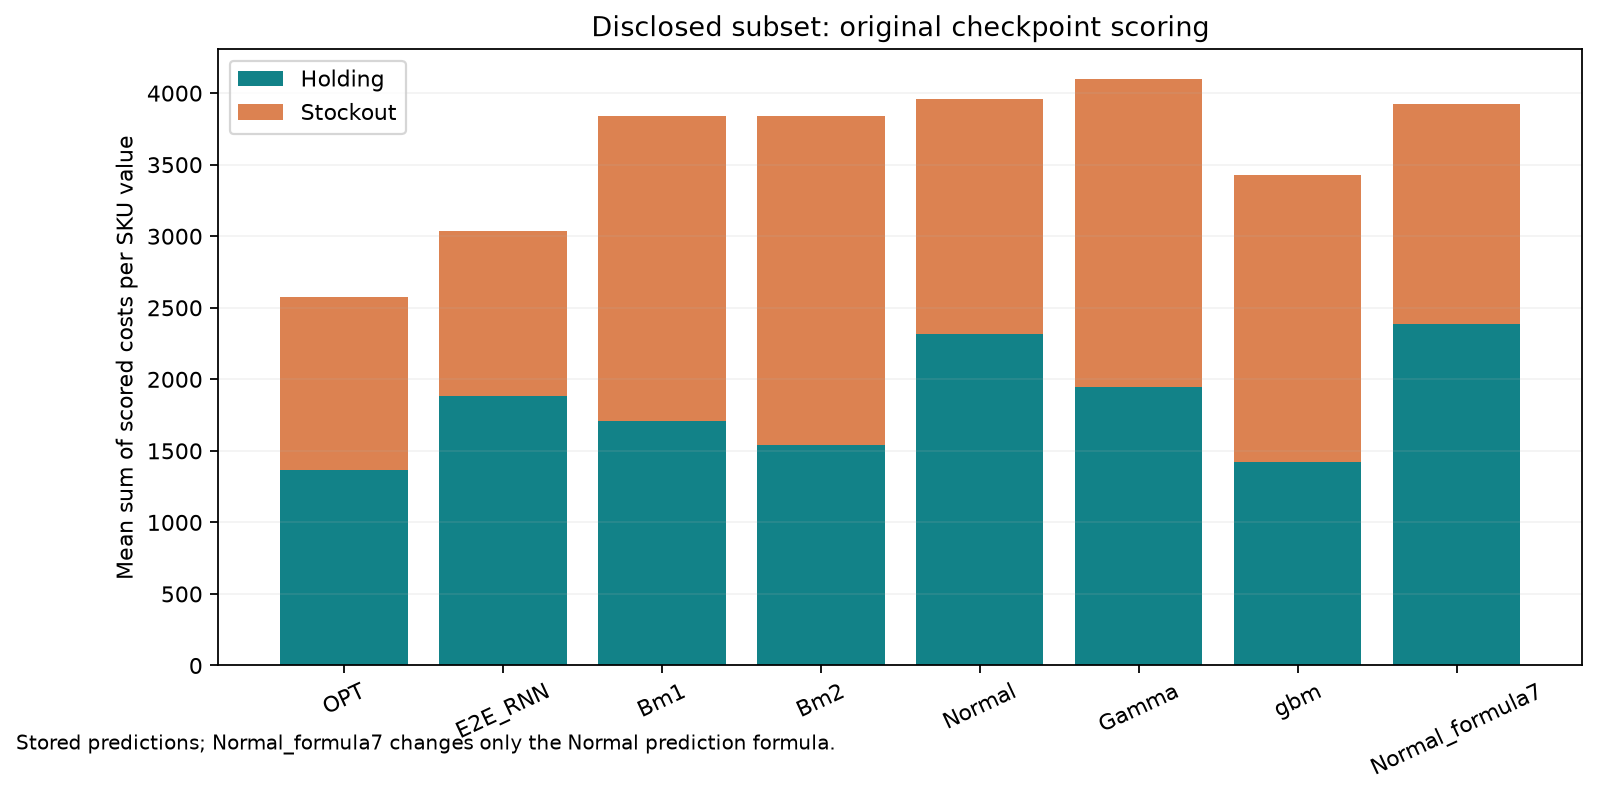 Disclosed subset: original checkpoint scoring
Holding
Stockout
Mean sum of scored costs per SKU value
4000
3500
3000
2500
2000
1500
1000
500
0
OPT
E2E_RNN
Bm1
Bm2
Normal
Gamma
gbm
Normal_formula7
Stored predictions; Normal_formula7 changes only the Normal prediction formula.